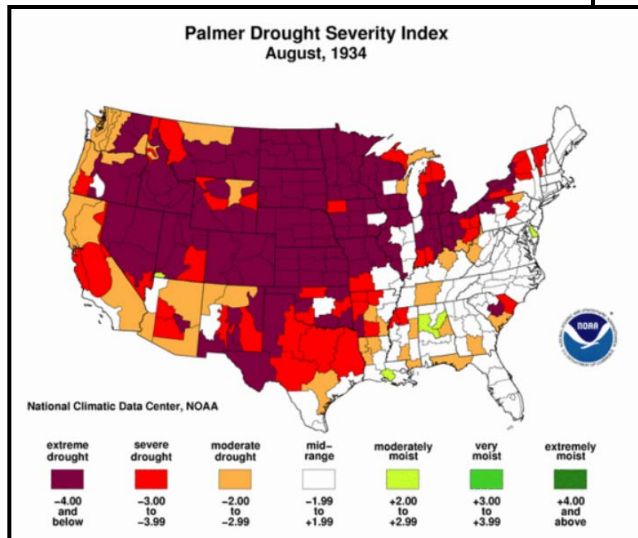 Palmer Drought Severity Index
August, 1934
NOAA
National Climatic Data Center, NOAA
extreme drought
severe drought
moderate drought
mid-range
moderately moist
very moist
extremely moist
−4.00 and below
−3.00 to −3.99
−2.00 to −2.99
−1.99 to +1.99
+2.00 to +2.99
+3.00 to +3.99
+4.00 and above